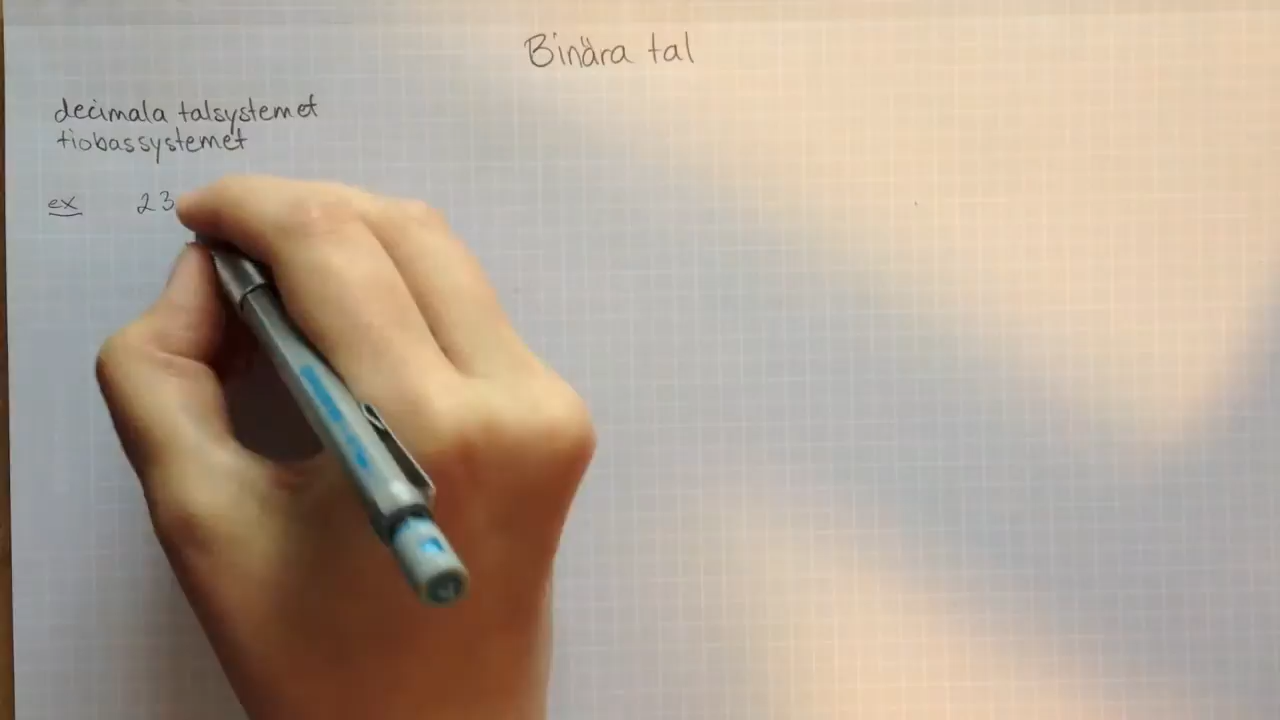 Binära tal
decimala talsystemet
tiobassystemet
ex 23